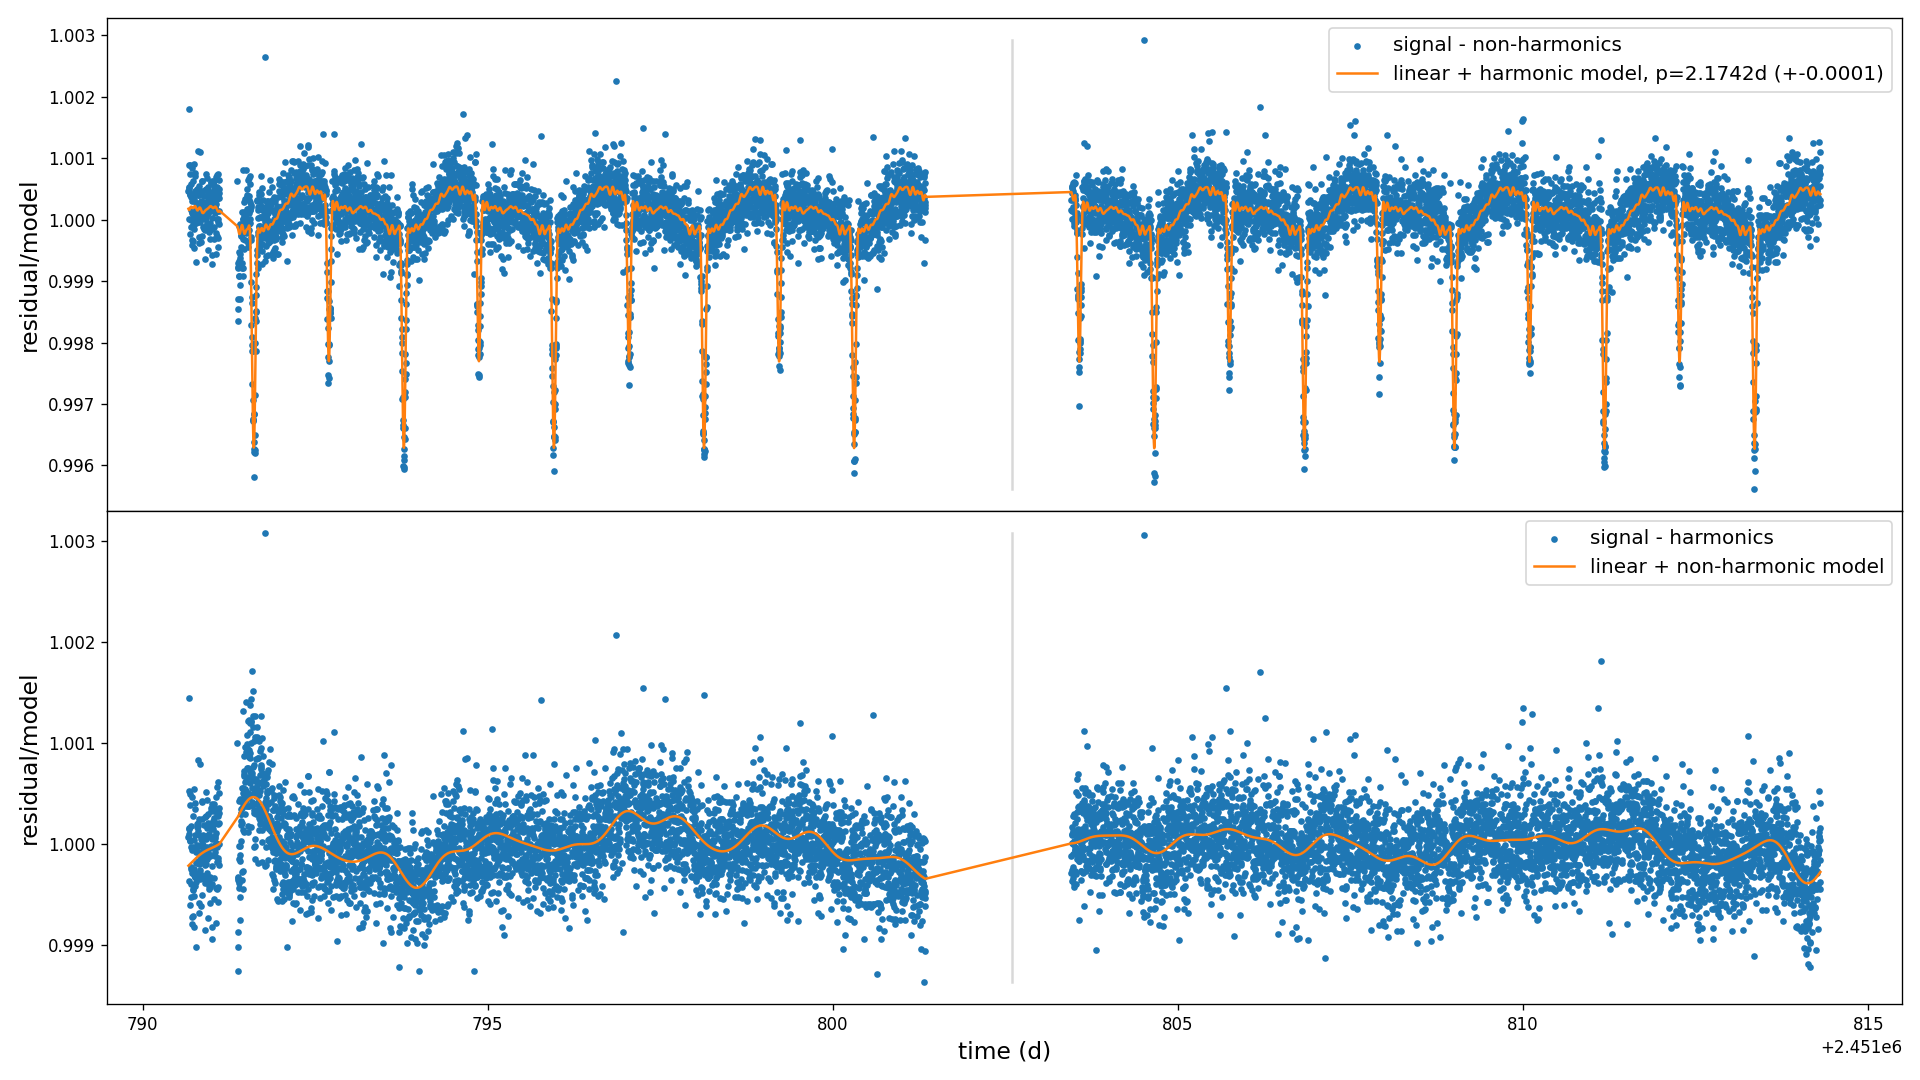 signal - non-harmonics
linear + harmonic model, p=2.1742d (+-0.0001)
1.003
1.002
1.001
1.000
0.999
0.998
0.997
0.996
residual/model
signal - harmonics
linear + non-harmonic model
1.003
1.002
1.001
1.000
0.999
residual/model
790 795 800 805 810 815
time (d)
+2.451e6